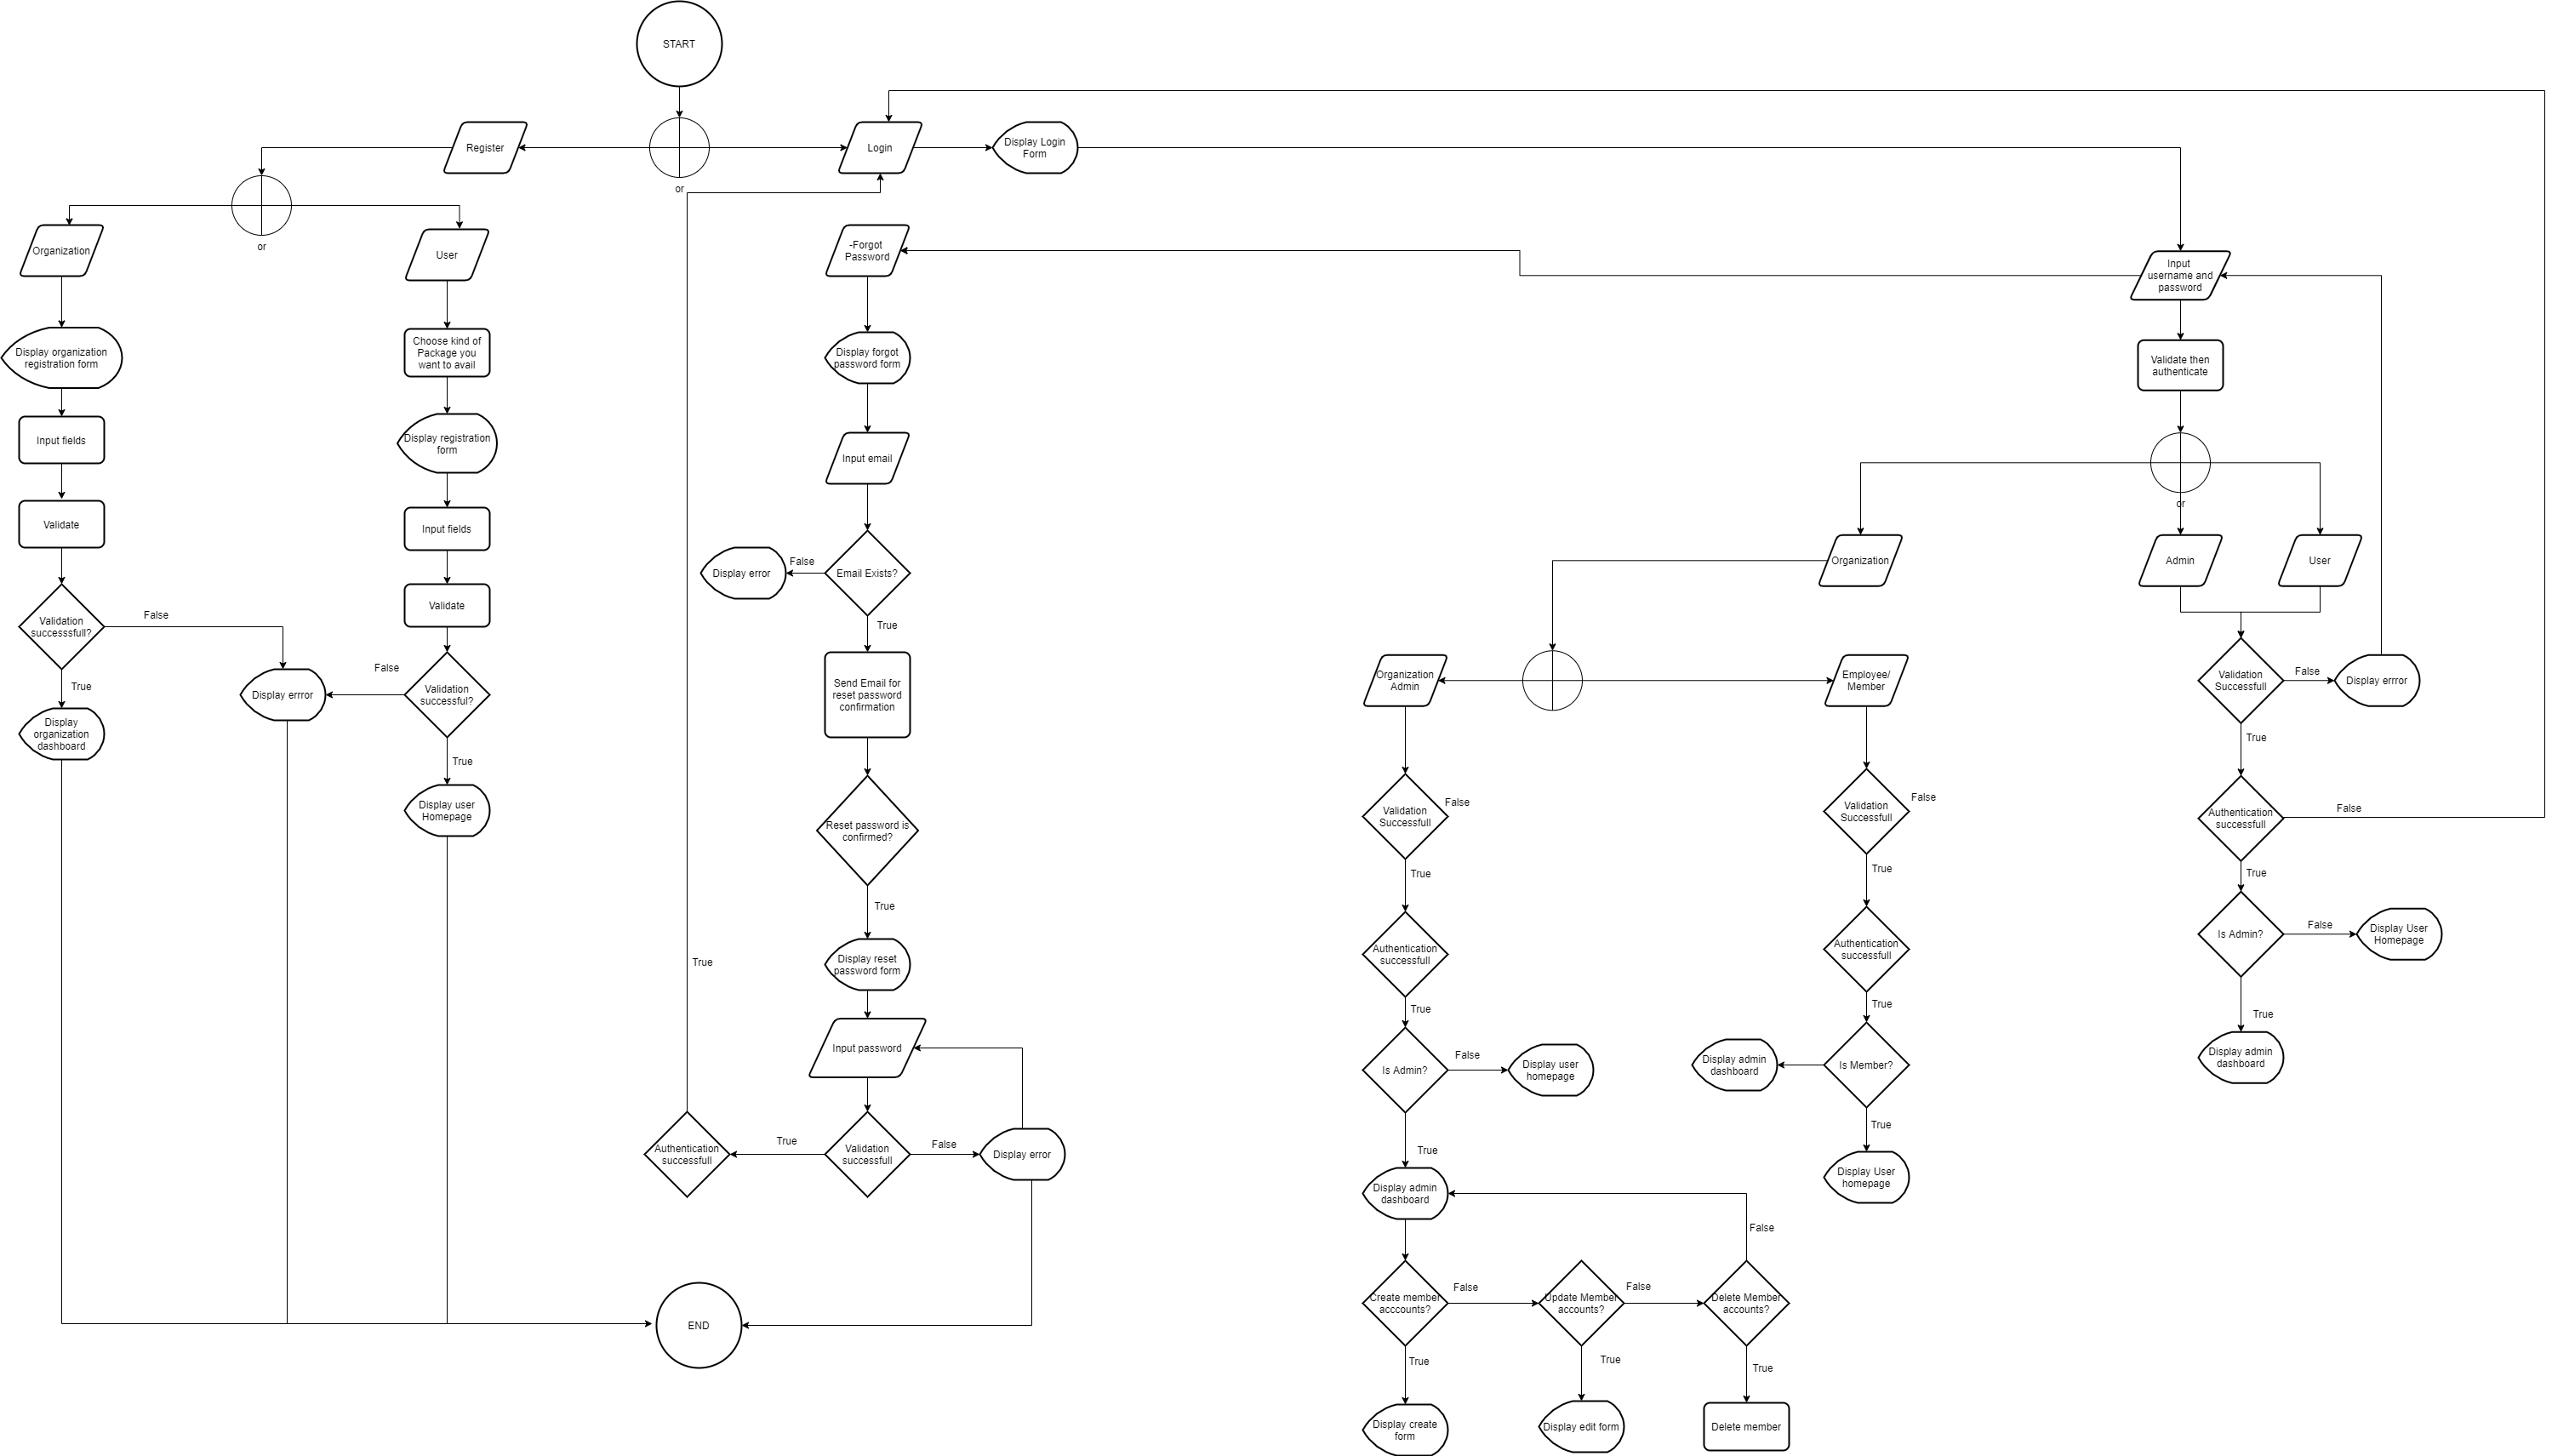 START
Register
or
Login
Display Login
Form
or
Organization
User
-Forgot
Password
Input
username and
password
Display organization
registration form
Choose kind of
Package you
want to avail
Display forgot
password form
Validate then
authenticate
Input fields
Display registration
form
Input email
or
Validate
Input fields
Display error
False
Email Exists?
True
Organization
Admin
User
Validate
Validation
successsfull?
False
True
Display errror
False
Validation
successful?
True
Display
organization
dashboard
Display user
Homepage
Send Email for
reset password
confirmation
Organization
Admin
Employee/
Member
Validation
Successfull
False
Display errror
True
Reset password is
confirmed?
True
Validation
Successfull
False
True
Validation
Successfull
False
True
Authentication
successfull
False
True
Display reset
password form
True
Authentication
successfull
True
Authentication
successfull
True
Is Admin?
False
Display User
Homepage
True
Display admin
dashboard
Input password
Is Admin?
False
Display user
homepage
True
Display admin
dashboard
Is Member?
True
Display User
homepage
Authentication
successfull
True
Validation
successfull
False
Display error
Display admin
dashboard
False
END
Create member
acccounts?
False
Update Member
accounts?
False
Delete Member
accounts?
True
True
True
Display create
form
Display edit form
Delete member